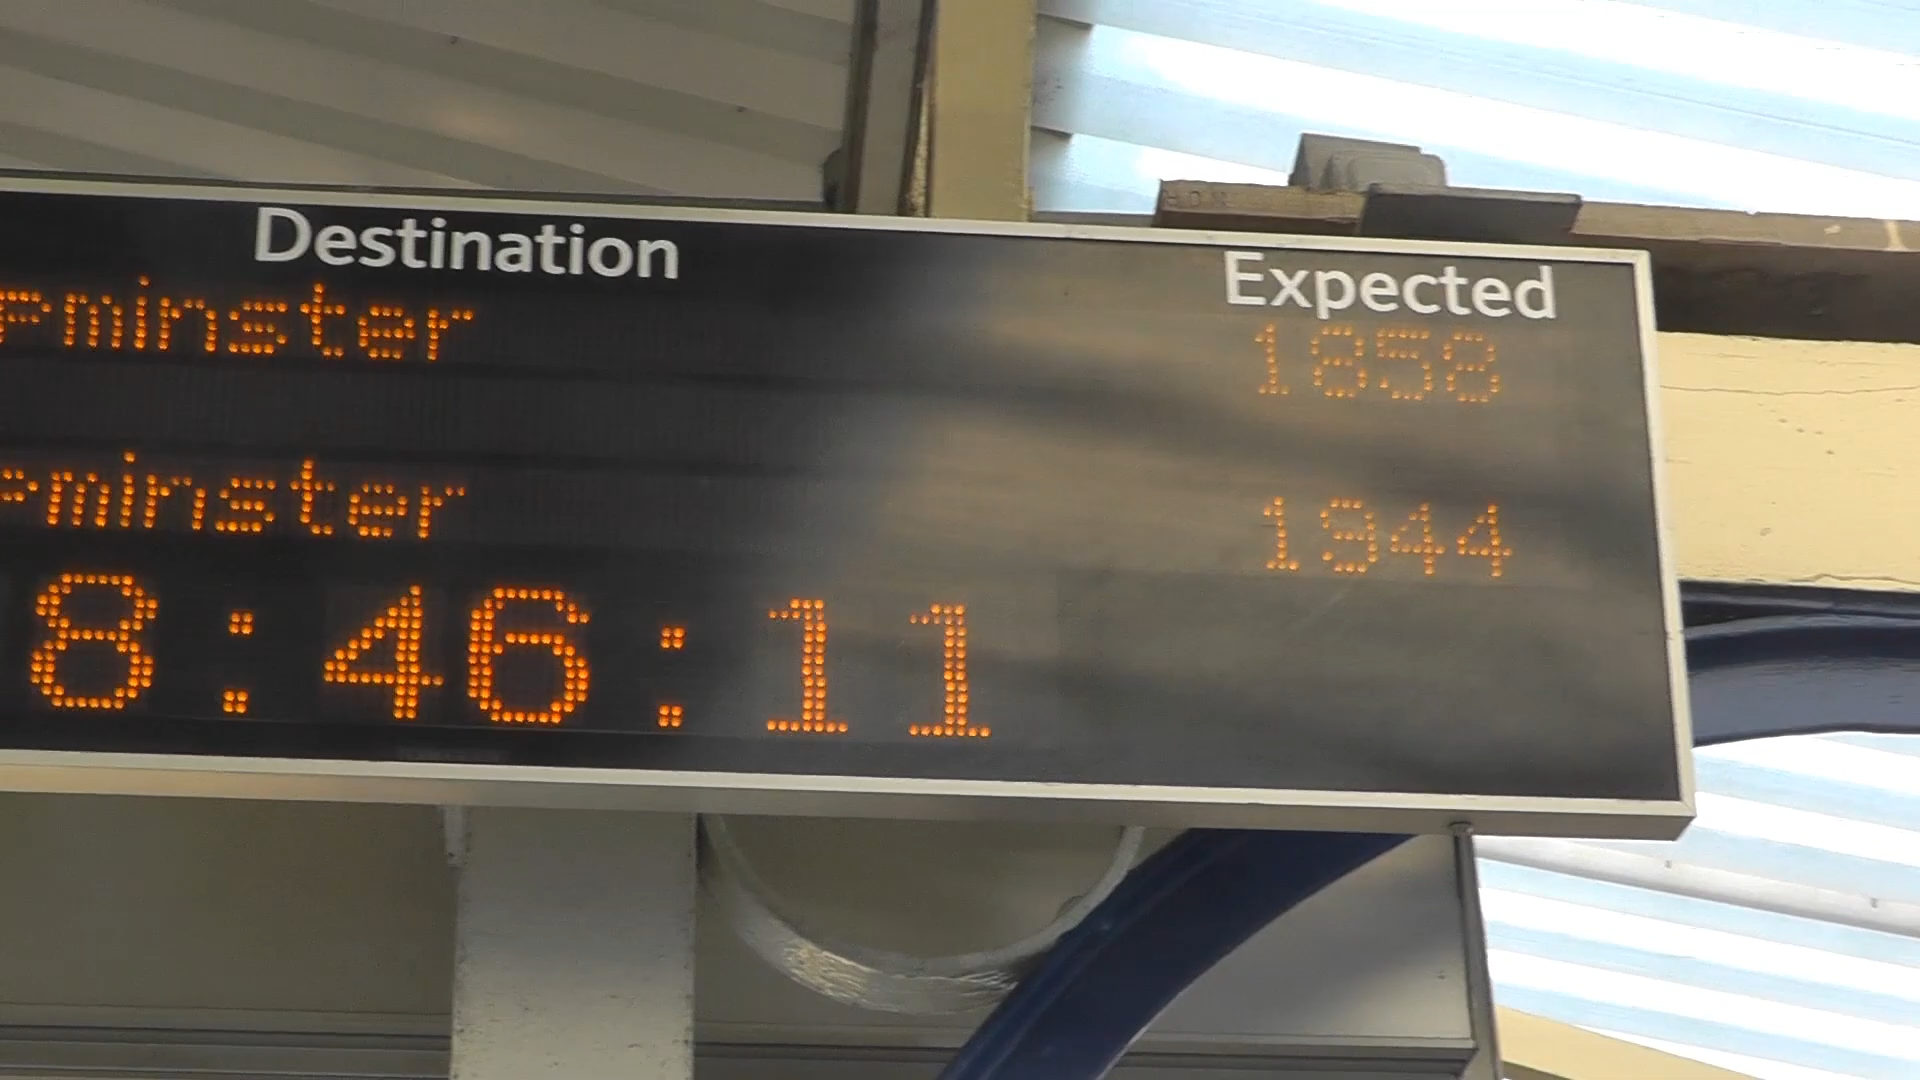 Destination Expected
rminster 1858
rminster 1944
8:46:11